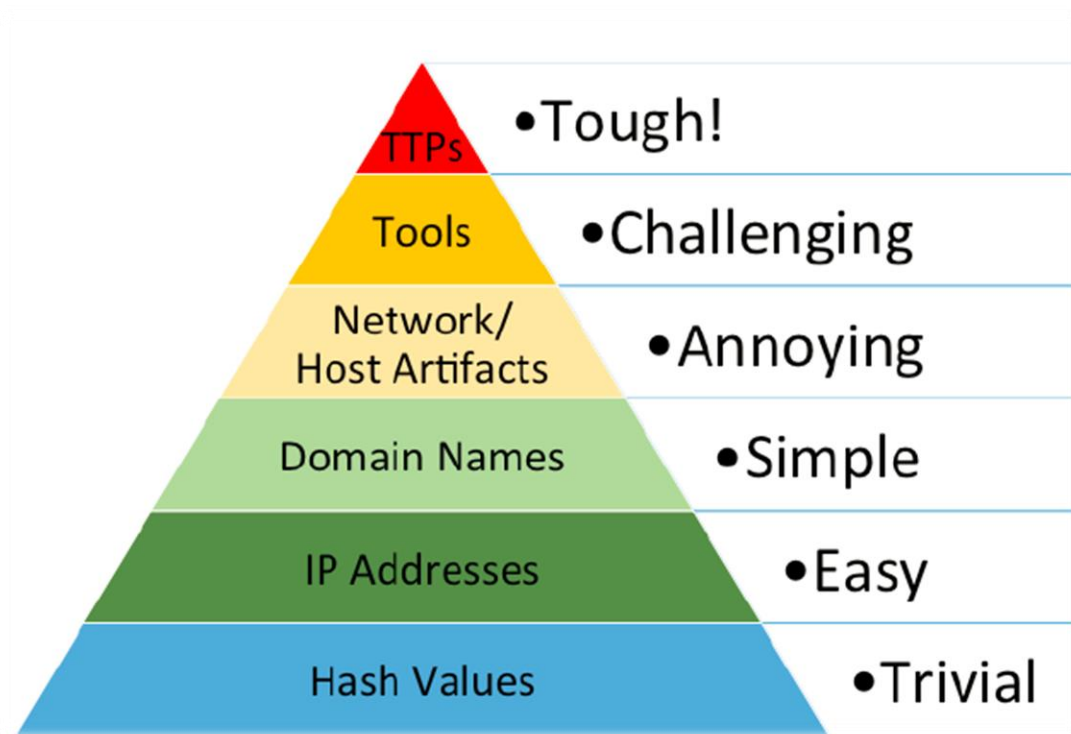 TTPs
•Tough!
Tools
•Challenging
Network/
Host Artifacts
•Annoying
Domain Names
•Simple
IP Addresses
•Easy
Hash Values
•Trivial